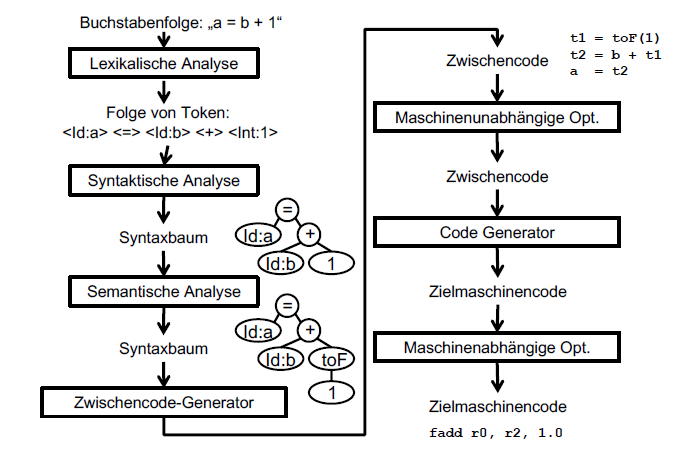 Buchstabenfolge: „a = b + 1“
Lexikalische Analyse
Folge von Token:
<Id:a> <=> <Id:b> <+> <Int:1>
Syntaktische Analyse
Syntaxbaum
=
Id:a
+
Id:b
1
Semantische Analyse
Syntaxbaum
=
Id:a
+
Id:b
toF
1
Zwischencode-Generator
Zwischencode
t1 = toF(1)
t2 = b + t1
a  = t2
Maschinenunabhängige Opt.
Zwischencode
Code Generator
Zielmaschinencode
Maschinenabhängige Opt.
Zielmaschinencode
fadd r0, r2, 1.0